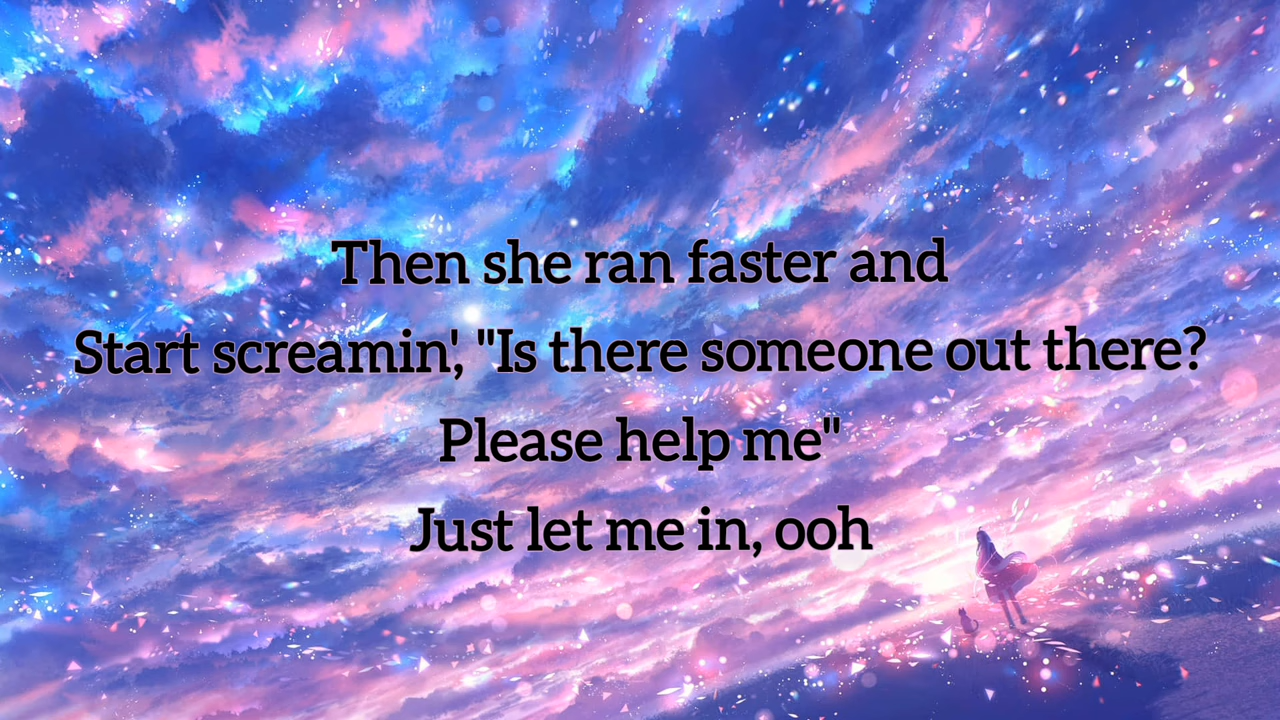 Then she ran faster and
Start screamin', "Is there someone out there?
Please help me"
Just let me in, ooh